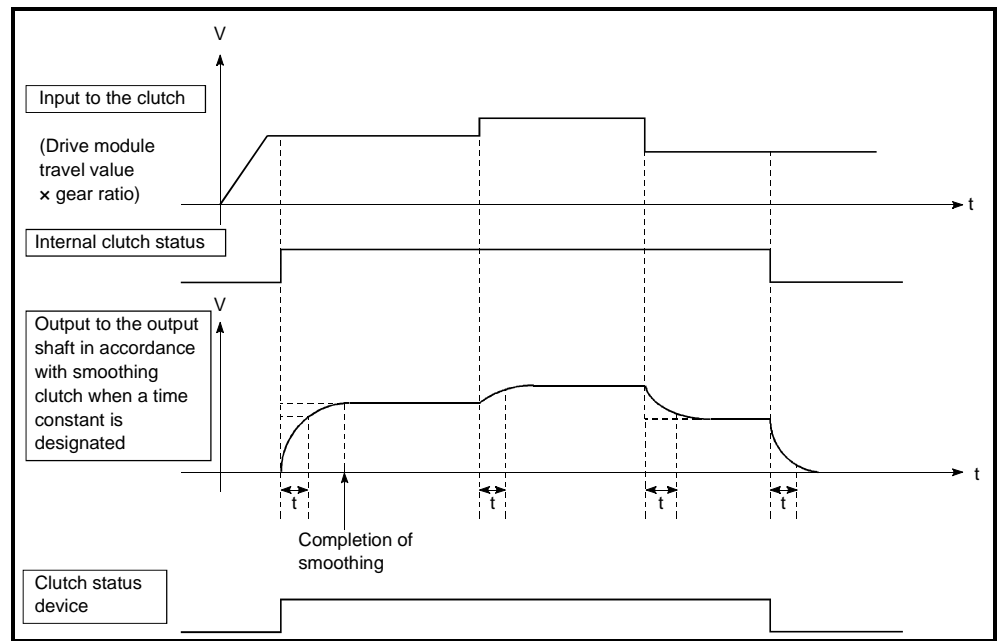 V
Input to the clutch
(Drive module
travel value
× gear ratio)
t
Internal clutch status
V
Output to the output
shaft in accordance
with smoothing
clutch when a time
constant is
designated
t
t
t
t
t
Completion of
smoothing
Clutch status
device